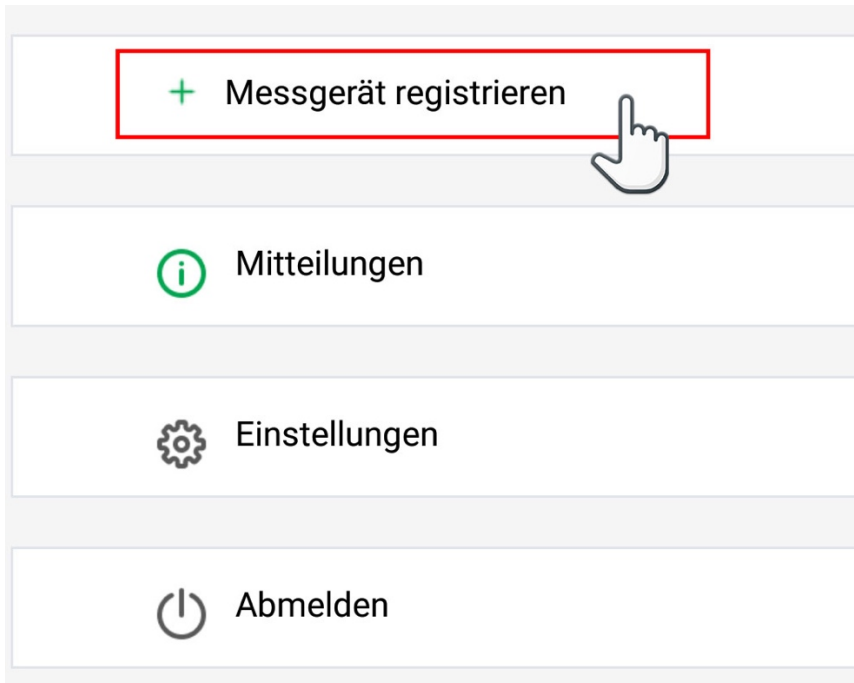 Messgerät registrieren
Mitteilungen
Einstellungen
Abmelden